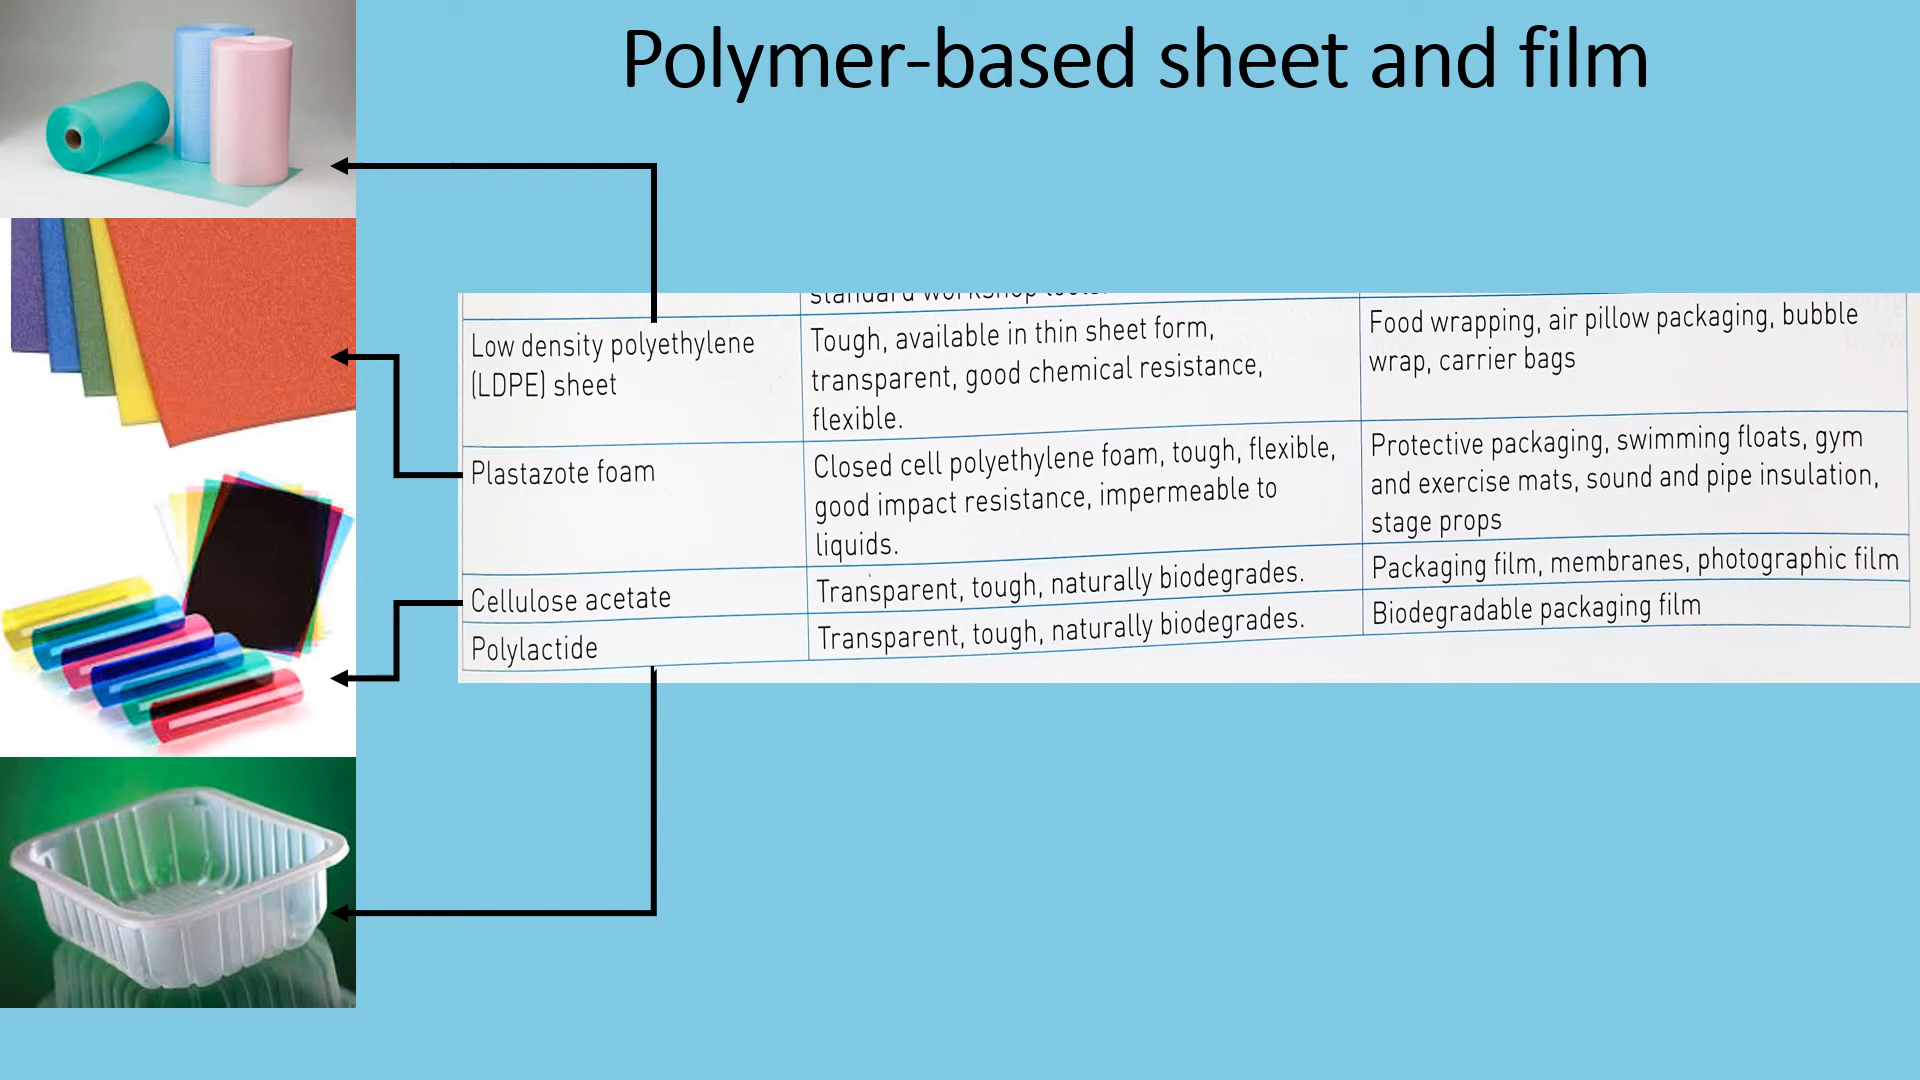 Polymer-based sheet and film
standard workshop tools.
Low density polyethylene
(LDPE) sheet
Tough, available in thin sheet form,
transparent, good chemical resistance,
flexible.
Food wrapping, air pillow packaging, bubble
wrap, carrier bags
Plastazote foam
Closed cell polyethylene foam, tough, flexible,
good impact resistance, impermeable to
liquids.
Protective packaging, swimming floats, gym
and exercise mats, sound and pipe insulation,
stage props
Cellulose acetate
Transparent, tough, naturally biodegrades.
Packaging film, membranes, photographic film
Polylactide
Transparent, tough, naturally biodegrades.
Biodegradable packaging film